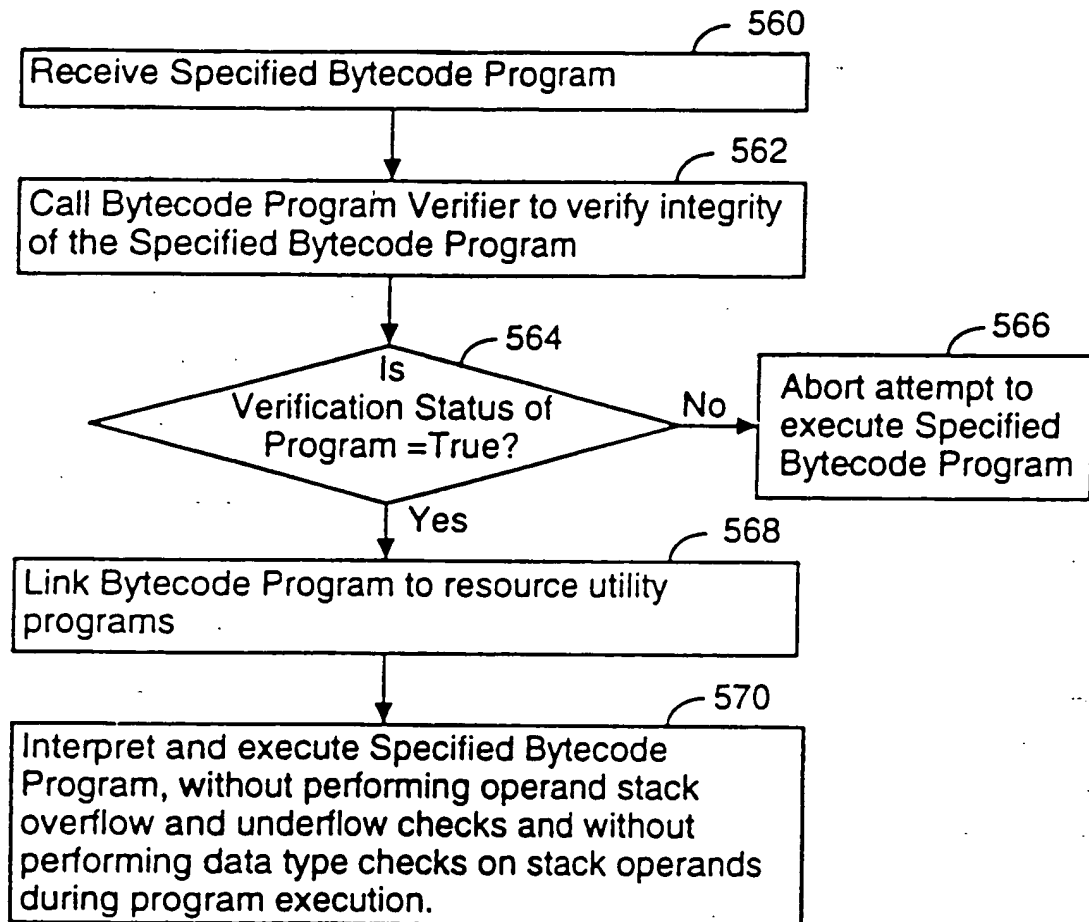 560
Receive Specified Bytecode Program
562
Call Bytecode Program Verifier to verify integrity
of the Specified Bytecode Program
564
Is
Verification Status of
Program =True?
No
566
Abort attempt to
execute Specified
Bytecode Program
Yes
568
Link Bytecode Program to resource utility
programs
570
Interpret and execute Specified Bytecode
Program, without performing operand stack
overflow and underflow checks and without
performing data type checks on stack operands
during program execution.